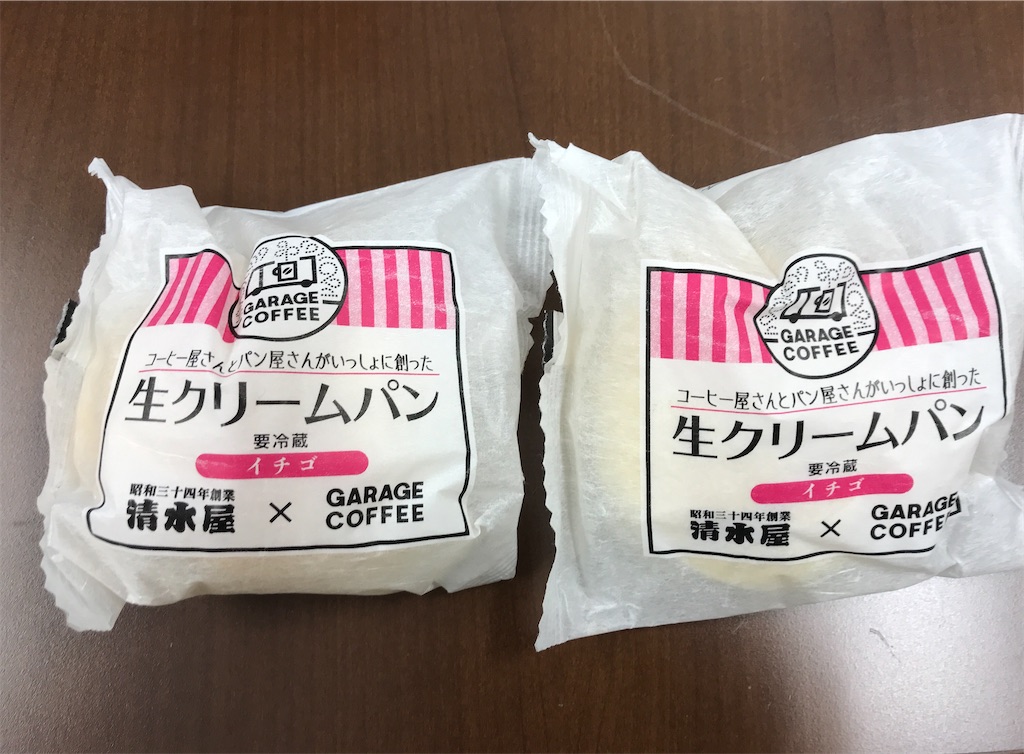 GARAGE
COFFEE
コーヒー屋さんとパン屋さんがいっしょに創った
生クリームパン
要冷蔵
イチゴ
昭和三十四年創業
清水屋 × GARAGE
COFFEE
GARAGE
COFFEE
コーヒー屋さんとパン屋さんがいっしょに創った
生クリームパン
要冷蔵
イチゴ
昭和三十四年創業
清水屋 × GARAGE
COFFEE